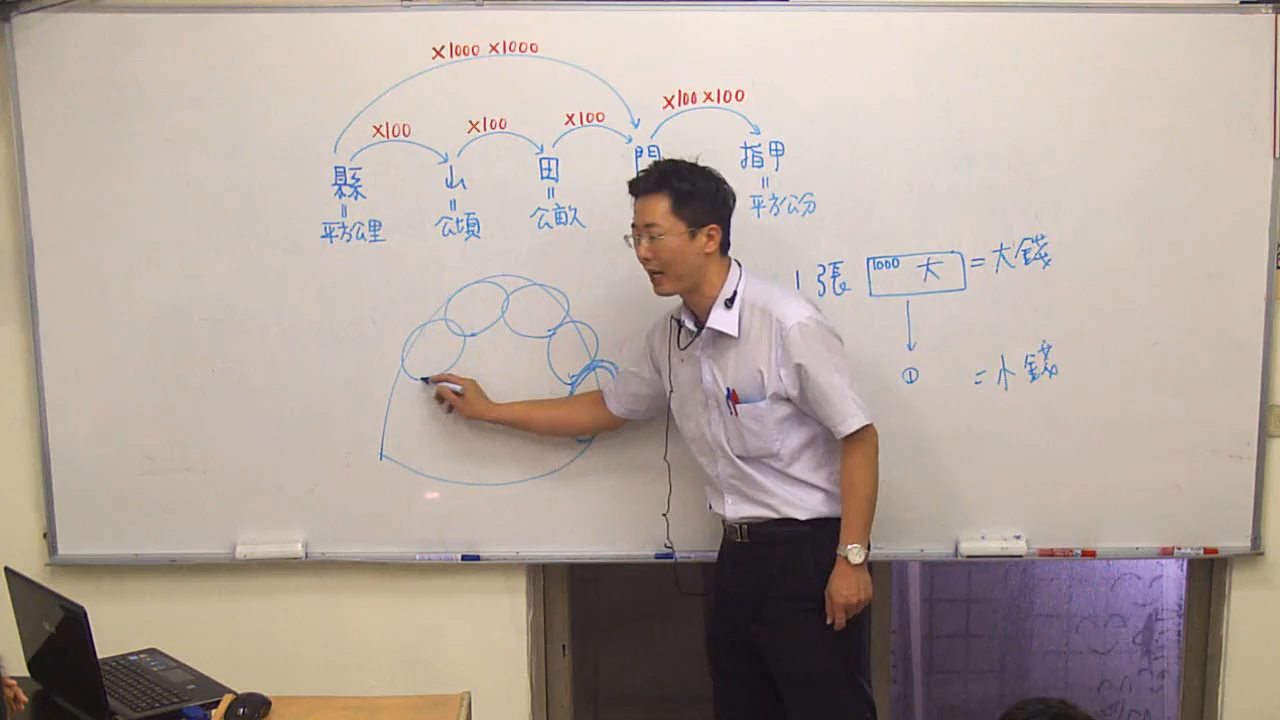 ×1000 ×1000
×100 ×100 ×100 ×100×100
縣 山 田 門 指甲
= = = =
平方公里 公頃 公畝 平方公分
1張 1000 大 =大錢
① =小錢